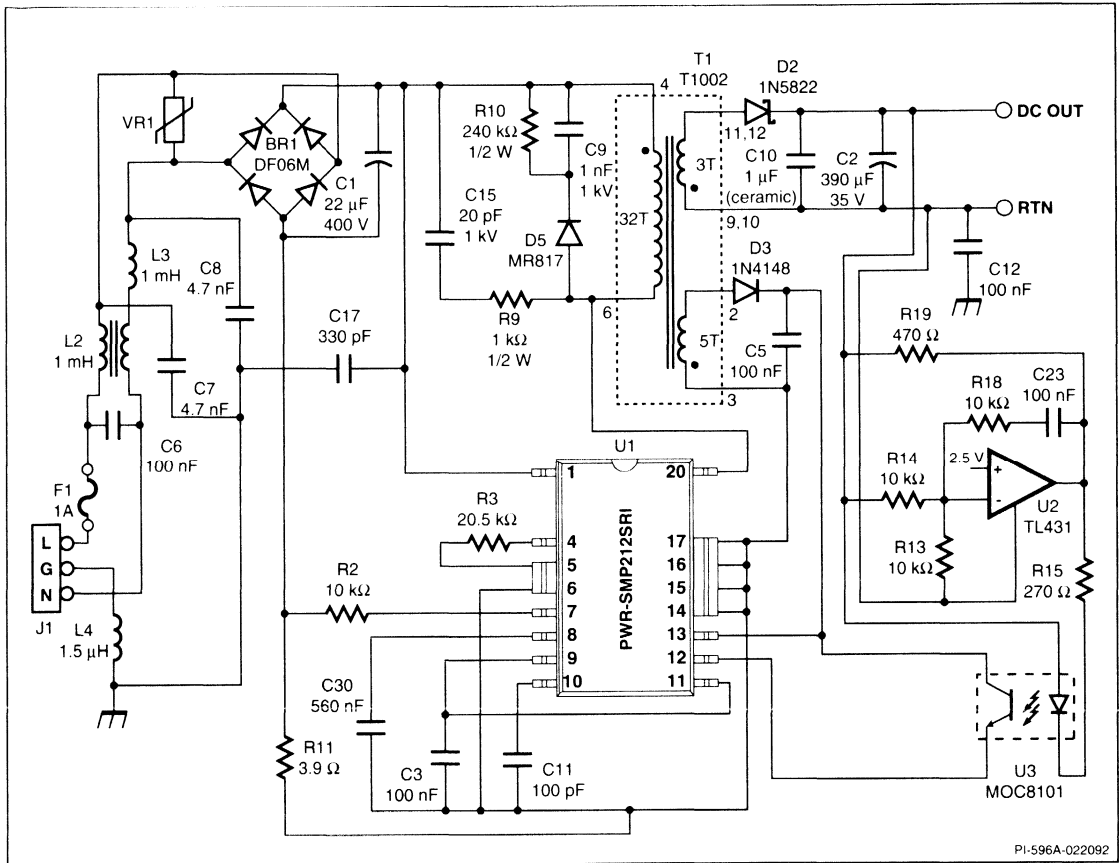 T1
T1002
4
D2
1N5822
VR1
BR1
DF06M
C1
22 µF
400 V
R10
240 kΩ
1/2 W
C9
1 nF
1 kV
11,12
3T
C10
1 µF
(ceramic)
C2
390 µF
35 V
DC OUT
RTN
9,10
C15
20 pF
1 kV
D5
MR817
32T
D3
1N4148
C12
100 nF
L3
1 mH
C8
4.7 nF
6
R9
1 kΩ
1/2 W
2
5T
C5
100 nF
3
R19
470 Ω
L2
1 mH
C17
330 pF
C7
4.7 nF
R18
10 kΩ
C23
100 nF
C6
100 nF
U1
2.5 V
+
-
R14
10 kΩ
U2
TL431
F1
1A
R3
20.5 kΩ
R13
10 kΩ
R15
270 Ω
L
G
N
J1
PWR-SMP212SRI
1
4
5
6
7
8
9
10
20
17
16
15
14
13
12
11
R2
10 kΩ
L4
1.5 µH
C30
560 nF
R11
3.9 Ω
C3
100 nF
C11
100 pF
U3
MOC8101
PI-596A-022092